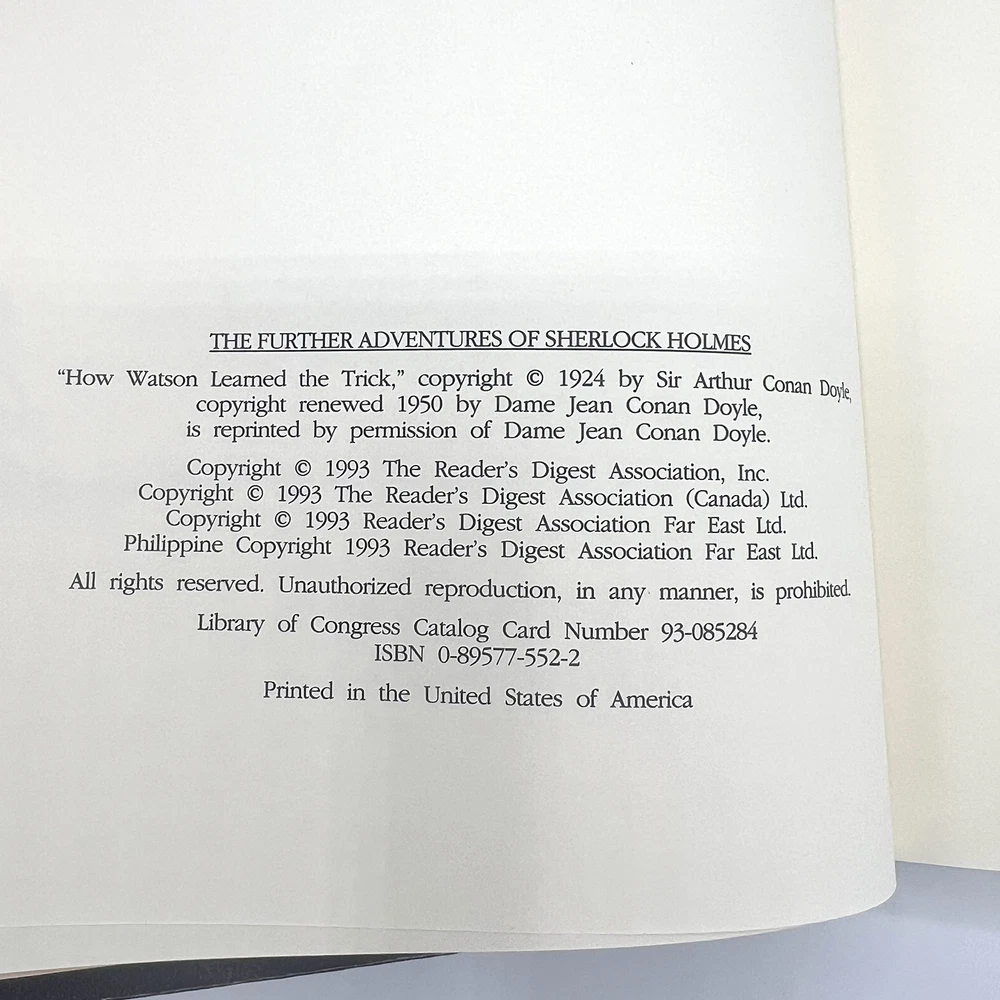 THE FURTHER ADVENTURES OF SHERLOCK HOLMES
“How Watson Learned the Trick,” copyright © 1924 by Sir Arthur Conan Doyle,
copyright renewed 1950 by Dame Jean Conan Doyle,
is reprinted by permission of Dame Jean Conan Doyle.
Copyright © 1993 The Reader’s Digest Association, Inc.
Copyright © 1993 The Reader’s Digest Association (Canada) Ltd.
Copyright © 1993 Reader’s Digest Association Far East Ltd.
Philippine Copyright 1993 Reader’s Digest Association Far East Ltd.
All rights reserved. Unauthorized reproduction, in any manner, is prohibited.
Library of Congress Catalog Card Number 93-085284
ISBN 0-89577-552-2
Printed in the United States of America